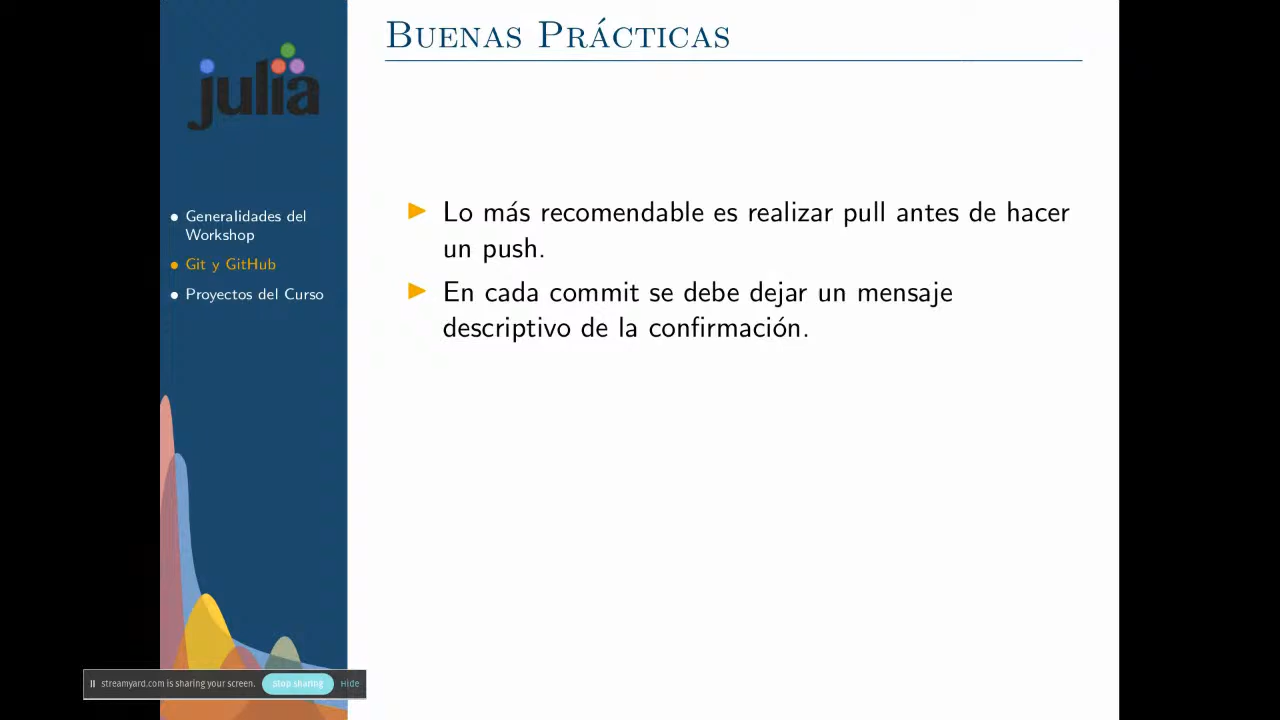 BUENAS PRÁCTICAS
julia
Generalidades del
Workshop
Git y GitHub
Proyectos del Curso
Lo más recomendable es realizar pull antes de hacer
un push.
En cada commit se debe dejar un mensaje
descriptivo de la confirmación.
streamyard.com is sharing your screen. Stop sharing Hide